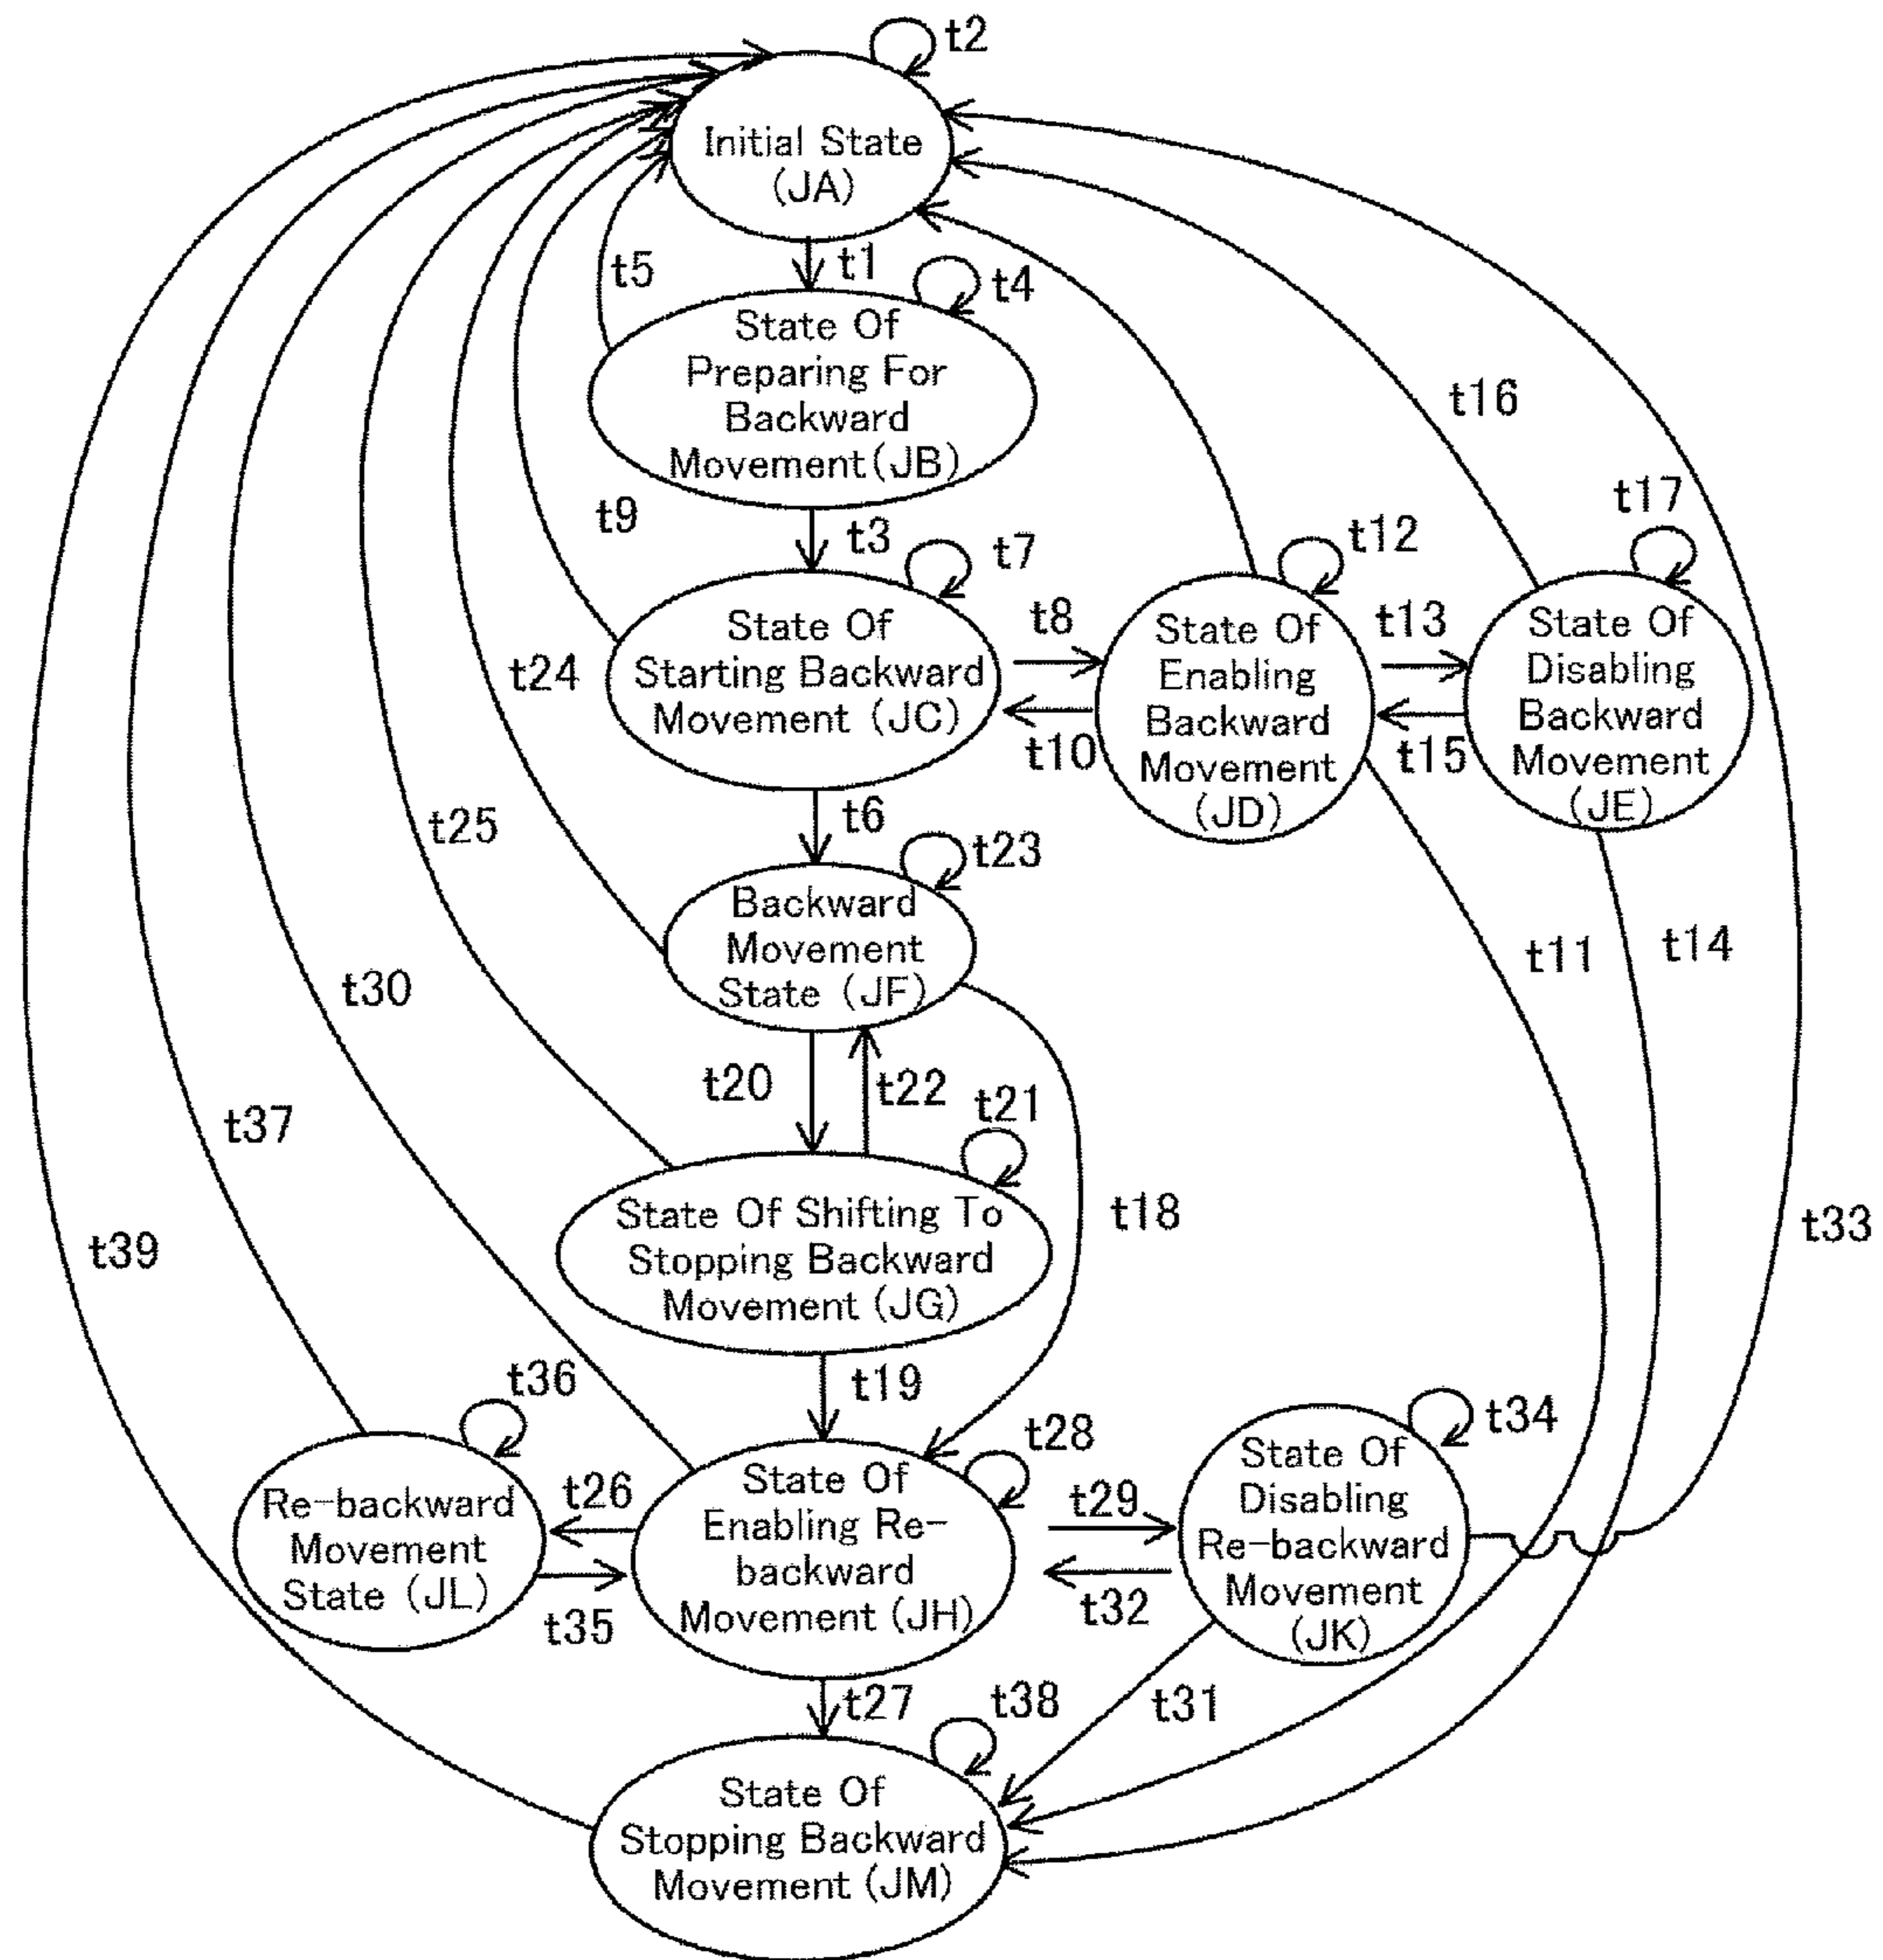 t2
Initial State
(JA)
t5
t1
t4
State Of
Preparing For
Backward
Movement(JB)
t16
t9
t3
t7
t12
t17
State Of
Starting Backward
Movement (JC)
t8
t10
State Of
Enabling
Backward
Movement
(JD)
t13
t15
State Of
Disabling
Backward
Movement
(JE)
t24
t6
t25
t23
Backward
Movement
State (JF)
t11
t14
t30
t20
t22
t21
t37
State Of Shifting To
Stopping Backward
Movement (JG)
t18
t33
t39
t19
t36
t28
t34
Re-backward
Movement
State (JL)
t26
t35
State Of
Enabling Re-
backward
Movement (JH)
t29
t32
State Of
Disabling
Re-backward
Movement
(JK)
t27
t38
t31
State Of
Stopping Backward
Movement (JM)